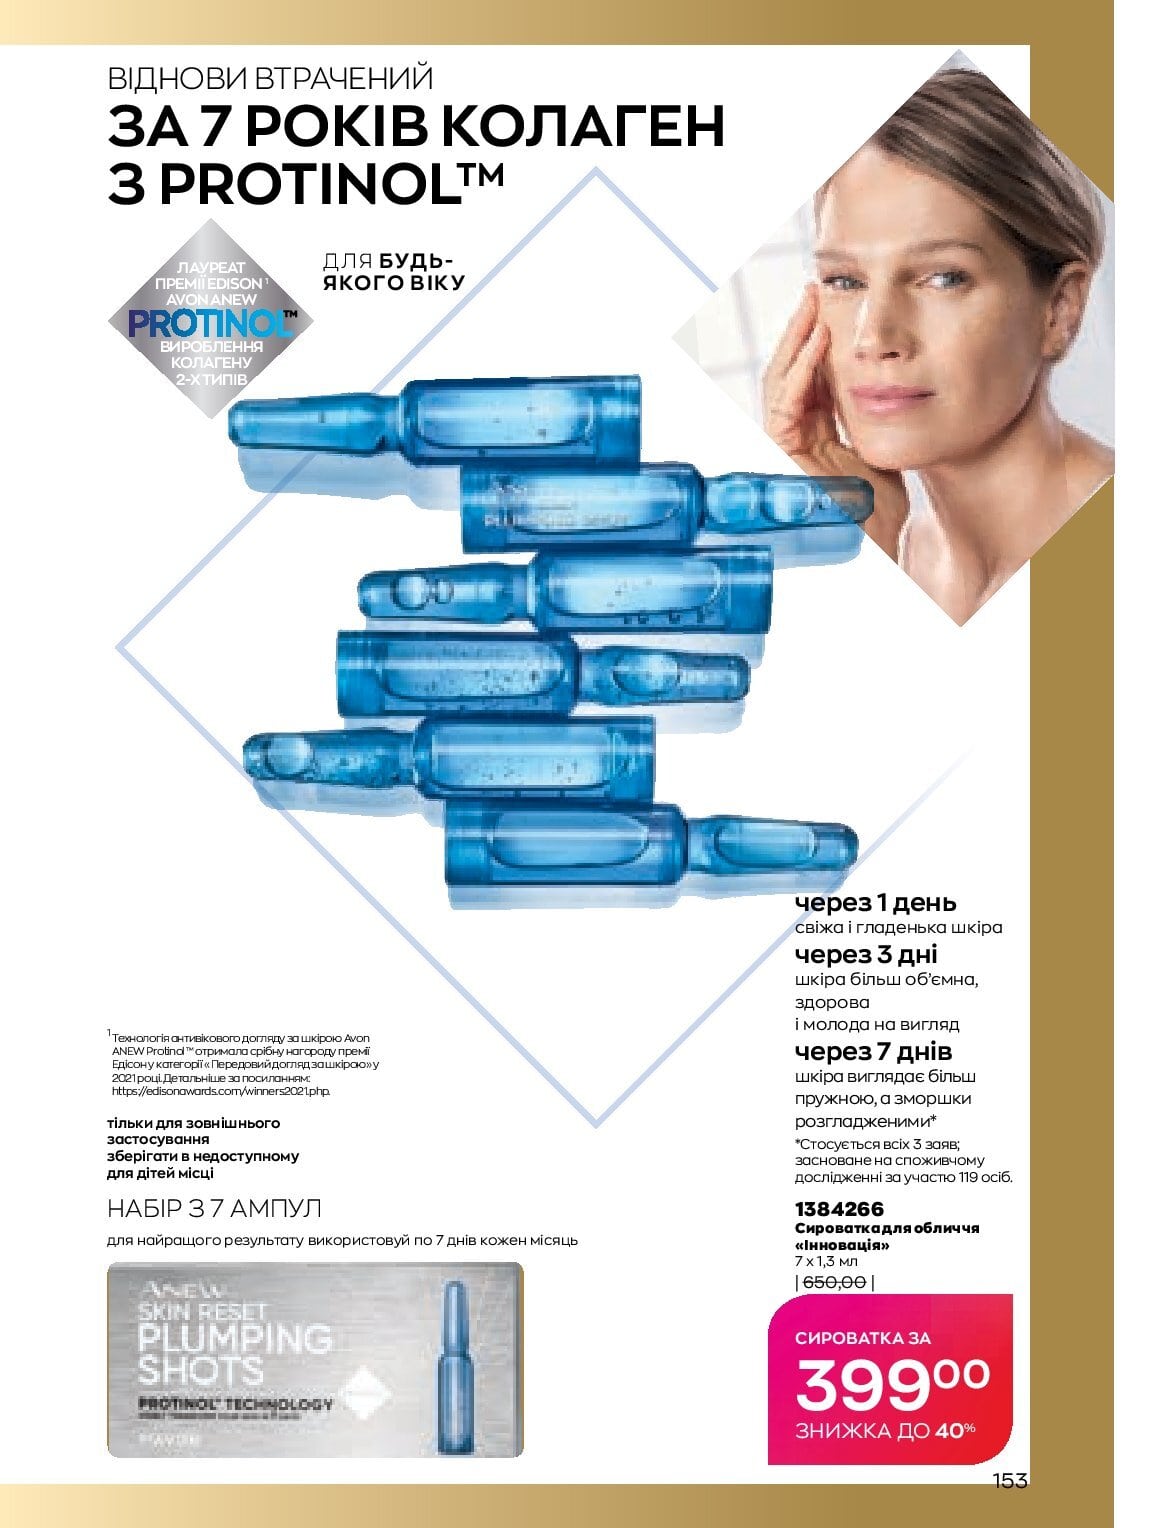 ВІДНОВИ ВТРАЧЕНИЙ
ЗА 7 РОКІВ КОЛАГЕН
З PROTINOL™
ДЛЯ БУДЬ-
ЯКОГО ВІКУ
ЛАУРЕАТ
ПРЕМІЇ EDISON 1
AVON ANEW
PROTINOL™
ВИРОБЛЕННЯ
КОЛАГЕНУ
2-Х ТИПІВ
через 1 день
свіжа і гладенька шкіра
через 3 дні
шкіра більш об'ємна,
здорова
і молода на вигляд
через 7 днів
шкіра виглядає більш
пружною, а зморшки
розгладженими*
*Стосується всіх 3 заяв;
засноване на споживчому
дослідженні за участю 119 осіб.
1 Технологія антивікового догляду за шкірою Avon
ANEW Protinol ™ отримала срібну нагороду премії
Едісон у категорії « Передовий догляд за шкірою» у
2021 році. Детальніше за посиланням:
https://edisonawards.com/winners2021.php.
тільки для зовнішнього
застосування
зберігати в недоступному
для дітей місці
НАБІР З 7 АМПУЛ
для найращого результату використовуй по 7 днів кожен місяць
ANEW
SKIN RESET
PLUMPING
SHOTS
PROTINOL™ TECHNOLOGY
1384266
Сироватка для обличчя
«Інновація»
7 x 1,3 мл
| 650,00 |
СИРОВАТКА ЗА
399⁰⁰
ЗНИЖКА ДО 40%
153